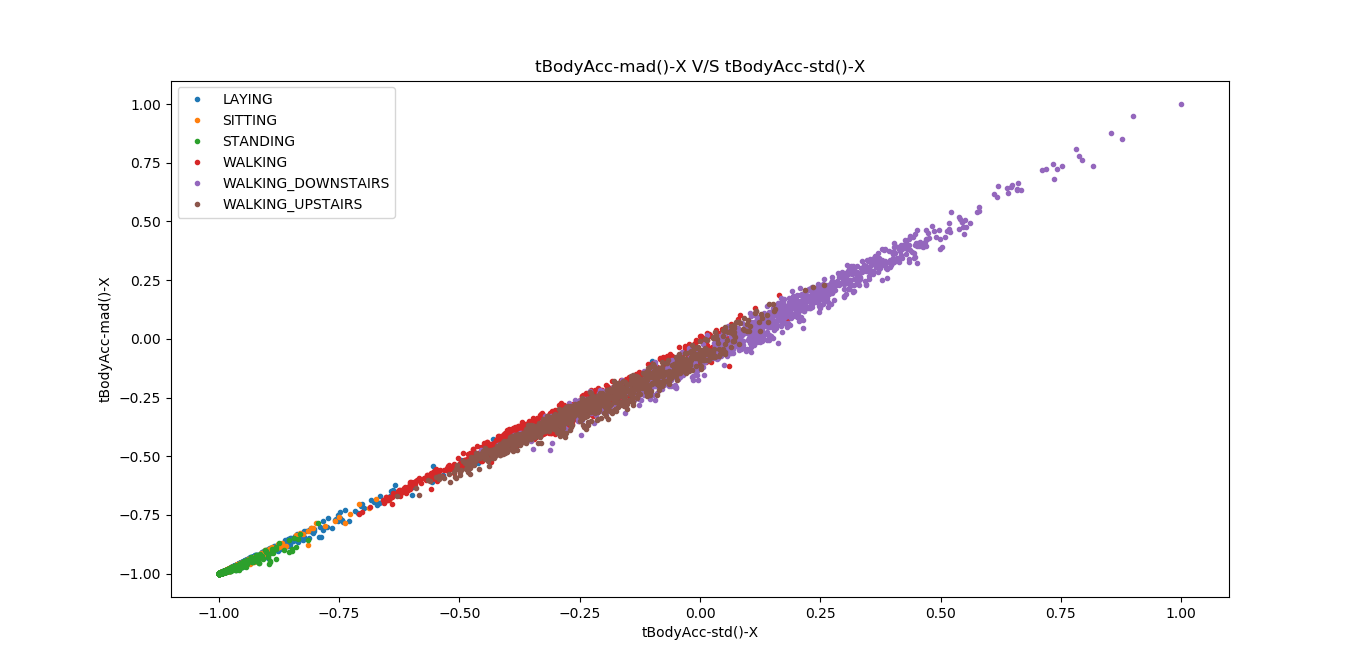 tBodyAcc-mad()-X V/S tBodyAcc-std()-X
LAYING
SITTING
STANDING
WALKING
WALKING_DOWNSTAIRS
WALKING_UPSTAIRS
tBodyAcc-mad()-X
1.00
0.75
0.50
0.25
0.00
−0.25
−0.50
−0.75
−1.00
−1.00 −0.75 −0.50 −0.25 0.00 0.25 0.50 0.75 1.00
tBodyAcc-std()-X